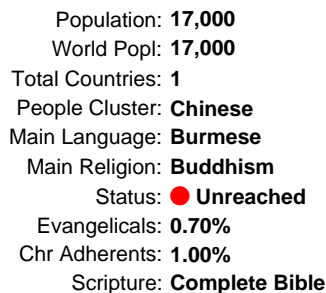 Population: 17,000
World Popl: 17,000
Total Countries: 1
People Cluster: Chinese
Main Language: Burmese
Main Religion: Buddhism
Status: Unreached
Evangelicals: 0.70%
Chr Adherents: 1.00%
Scripture: Complete Bible